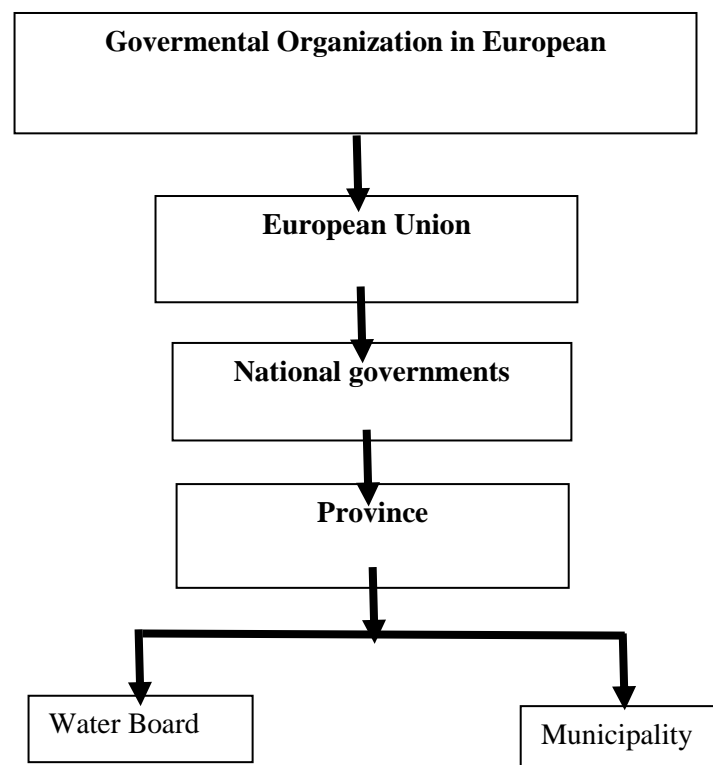 Govermental Organization in European
European Union
National governments
Province
Water Board
Municipality